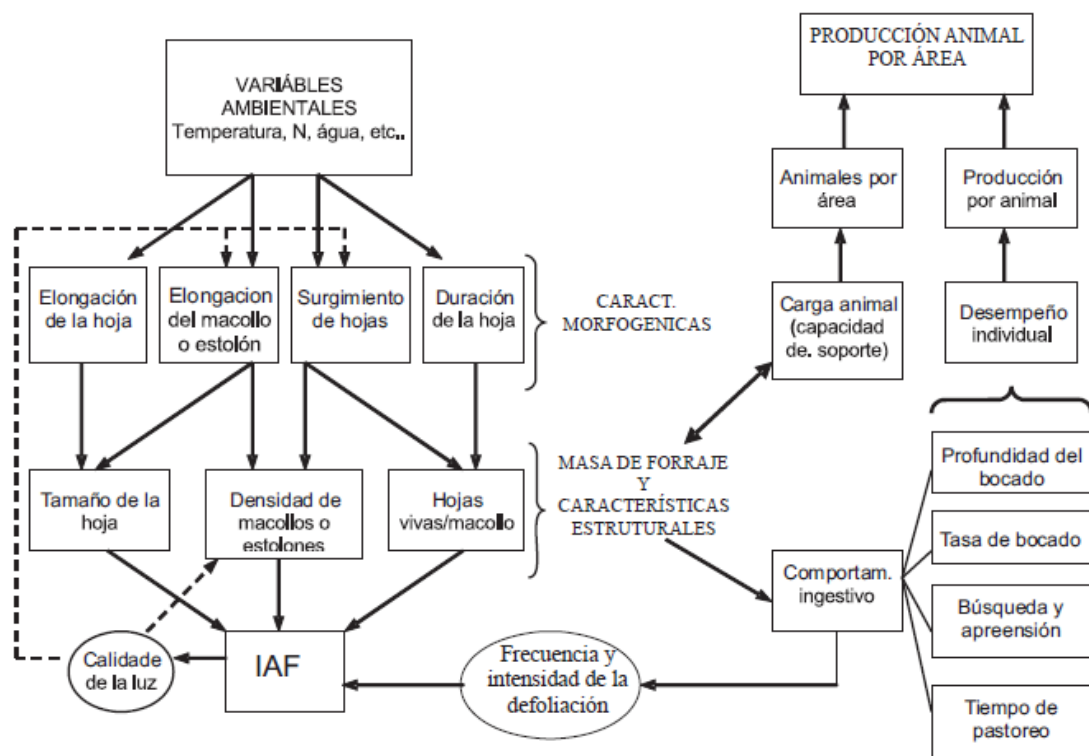 PRODUCCIÓN ANIMAL
POR ÁREA
VARIÁBLES
AMBIENTALES
Temperatura, N, água, etc..
Animales por
área
Producción
por animal
Elongación
de la hoja
Elongacion
del macollo
o estolón
Surgimiento
de hojas
Duración
de la hoja
CARACT.
MORFOGENICAS
Carga animal
(capacidad
de. soporte)
Desempeño
individual
Tamaño de la
hoja
Densidad de
macollos o
estolones
Hojas
vivas/macollo
MASA DE FORRAJE
Y
CARACTERÍSTICAS
ESTRUTURALES
Profundidad del
bocado
Tasa de bocado
Búsqueda y
apreensión
Tiempo de
pastoreo
Comportam.
ingestivo
Calidade
de la luz
IAF
Frecuencia y
intensidad de la
defoliación